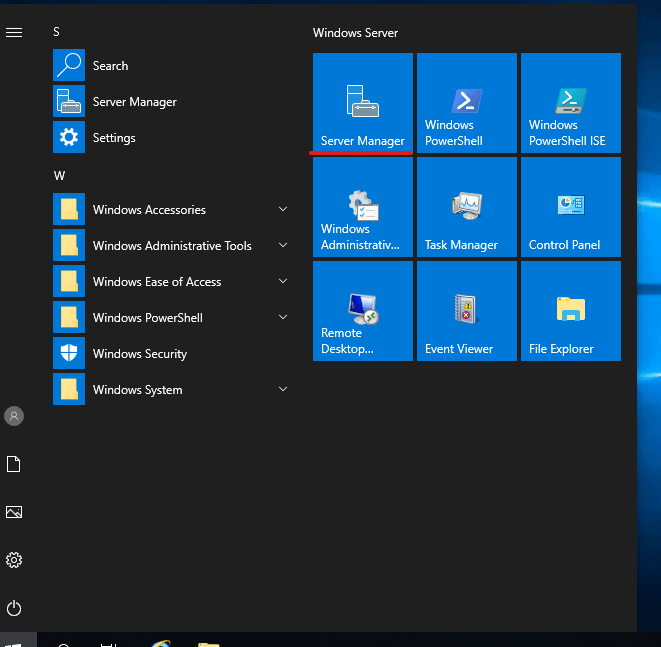 S
Search
Server Manager
Settings
W
Windows Accessories
Windows Administrative Tools
Windows Ease of Access
Windows PowerShell
Windows Security
Windows System
Windows Server
Server Manager
Windows
PowerShell
Windows
PowerShell ISE
Windows
Administrativ...
Task Manager
Control Panel
Remote
Desktop...
Event Viewer
File Explorer